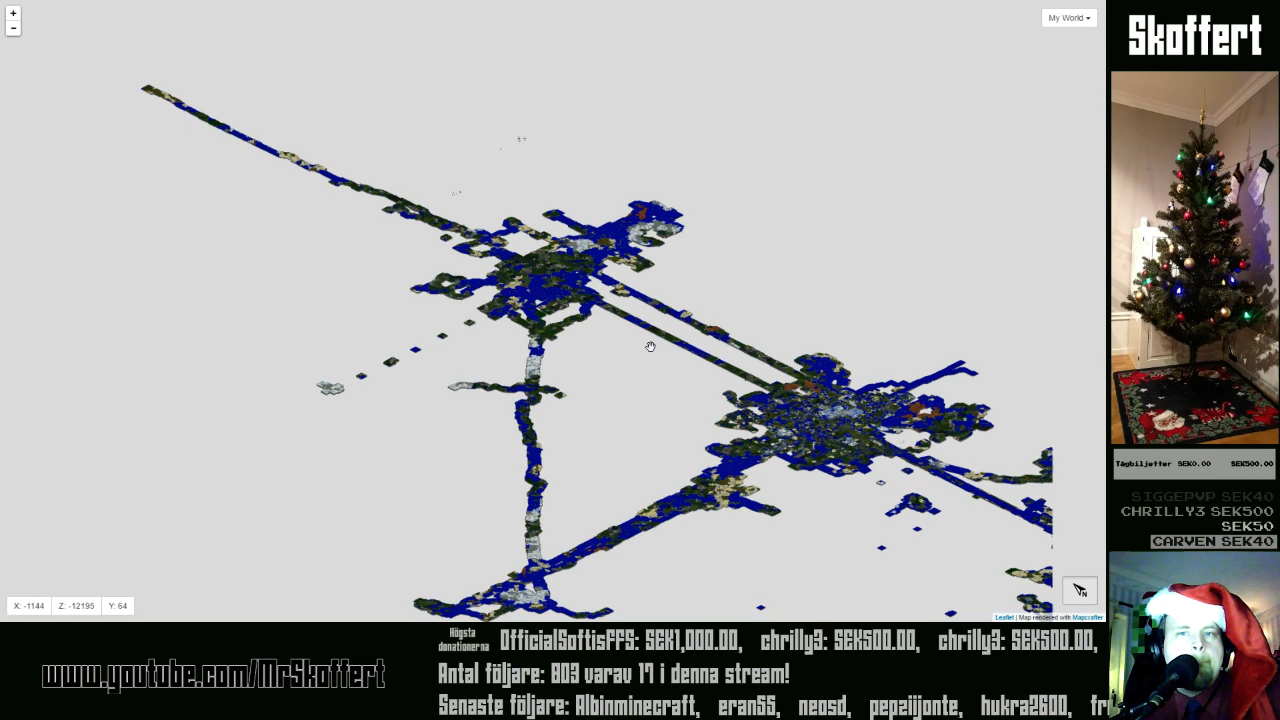 +
My World
Skoffert
−
Tågbiljetter SEK0.00 SEK500.00
SIGGEPVP SEK40
CHRILLY3 SEK500
SEK50
CARVEN SEK40
N
X: -1144 Z: -12195 Y: 64
Leaflet | Map rendered with Mapcrafter
www.youtube.com/MrSkoffert
Högsta donationerna OfficialSoftisFFS: SEK1,000.00, chrilly3: SEK500.00, chrilly3: SEK500.00,
Antal följare: 803 varav 17 i denna stream!
Senaste följare: Albinminecraft, eranSS, neosd, pepzijonte, hukra2600, fr